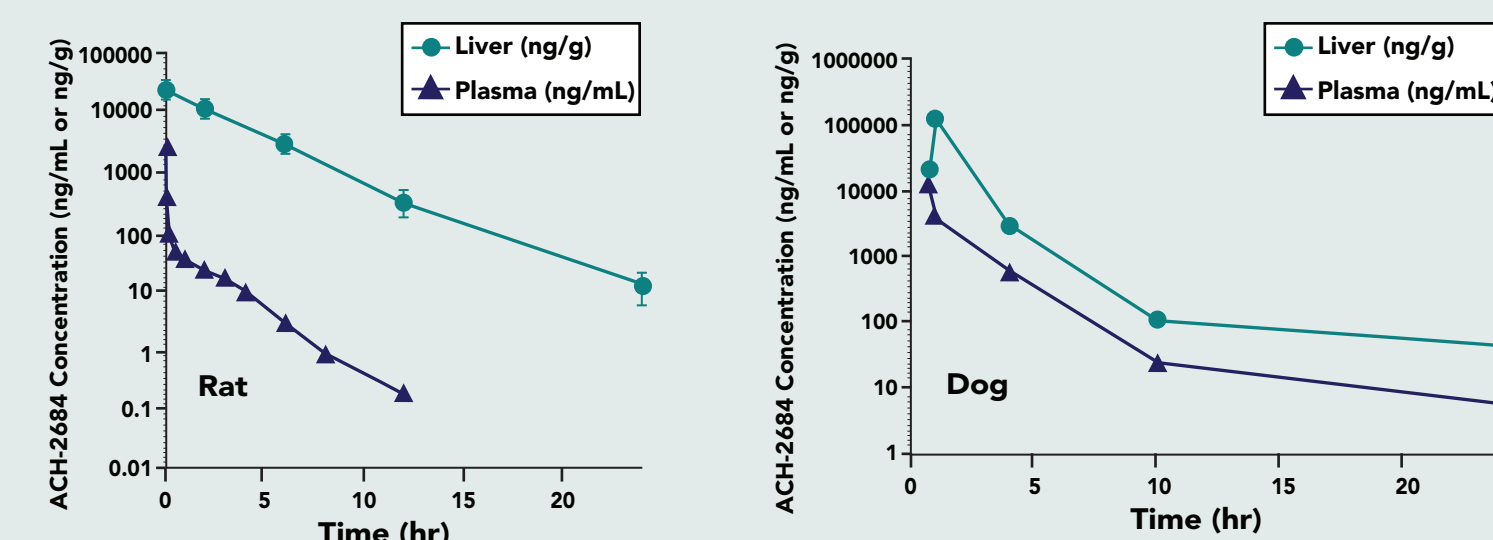 ACH-2684 Concentration (ng/mL or ng/g)
100000
10000
1000
100
10
1
0.1
0.01
Liver (ng/g)
Plasma (ng/mL)
Rat
0 5 10 15 20
Time (hr)
ACH-2684 Concentration (ng/mL or ng/g)
1000000
100000
10000
1000
100
10
1
Liver (ng/g)
Plasma (ng/mL)
Dog
0 5 10 15 20
Time (hr)